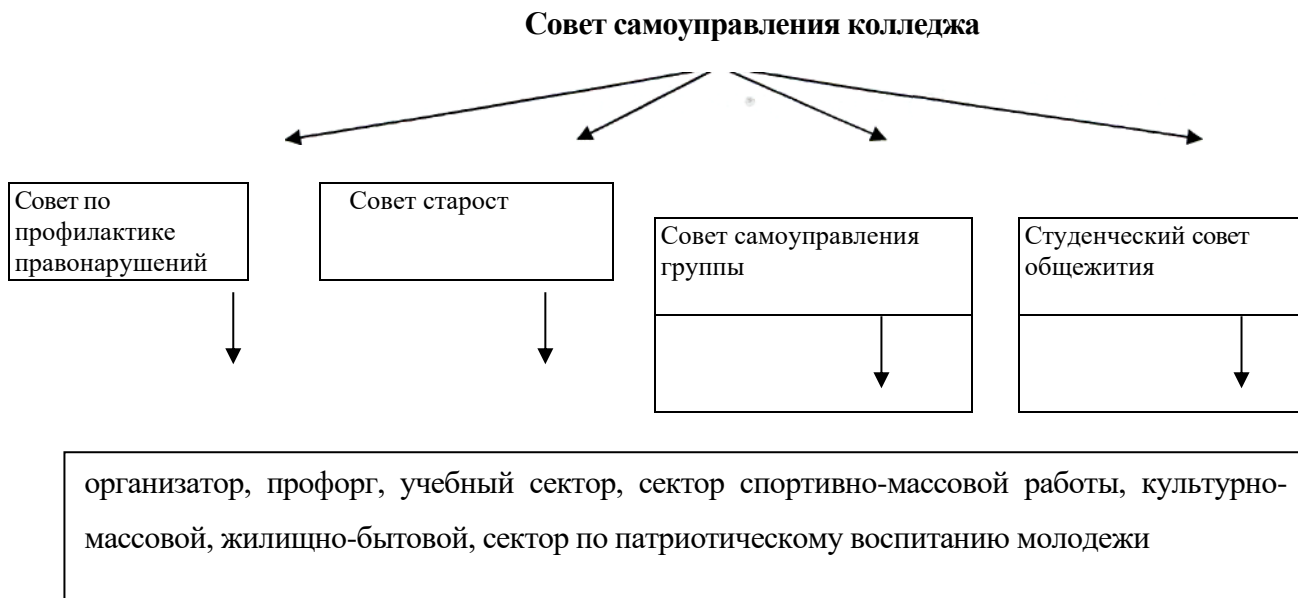 Совет самоуправления колледжа
Совет по
профилактике
правонарушений
Совет старост
Совет самоуправления
группы
Студенческий совет
общежития
организатор, профорг, учебный сектор, сектор спортивно-массовой работы, культурно-
массовой, жилищно-бытовой, сектор по патриотическому воспитанию молодежи